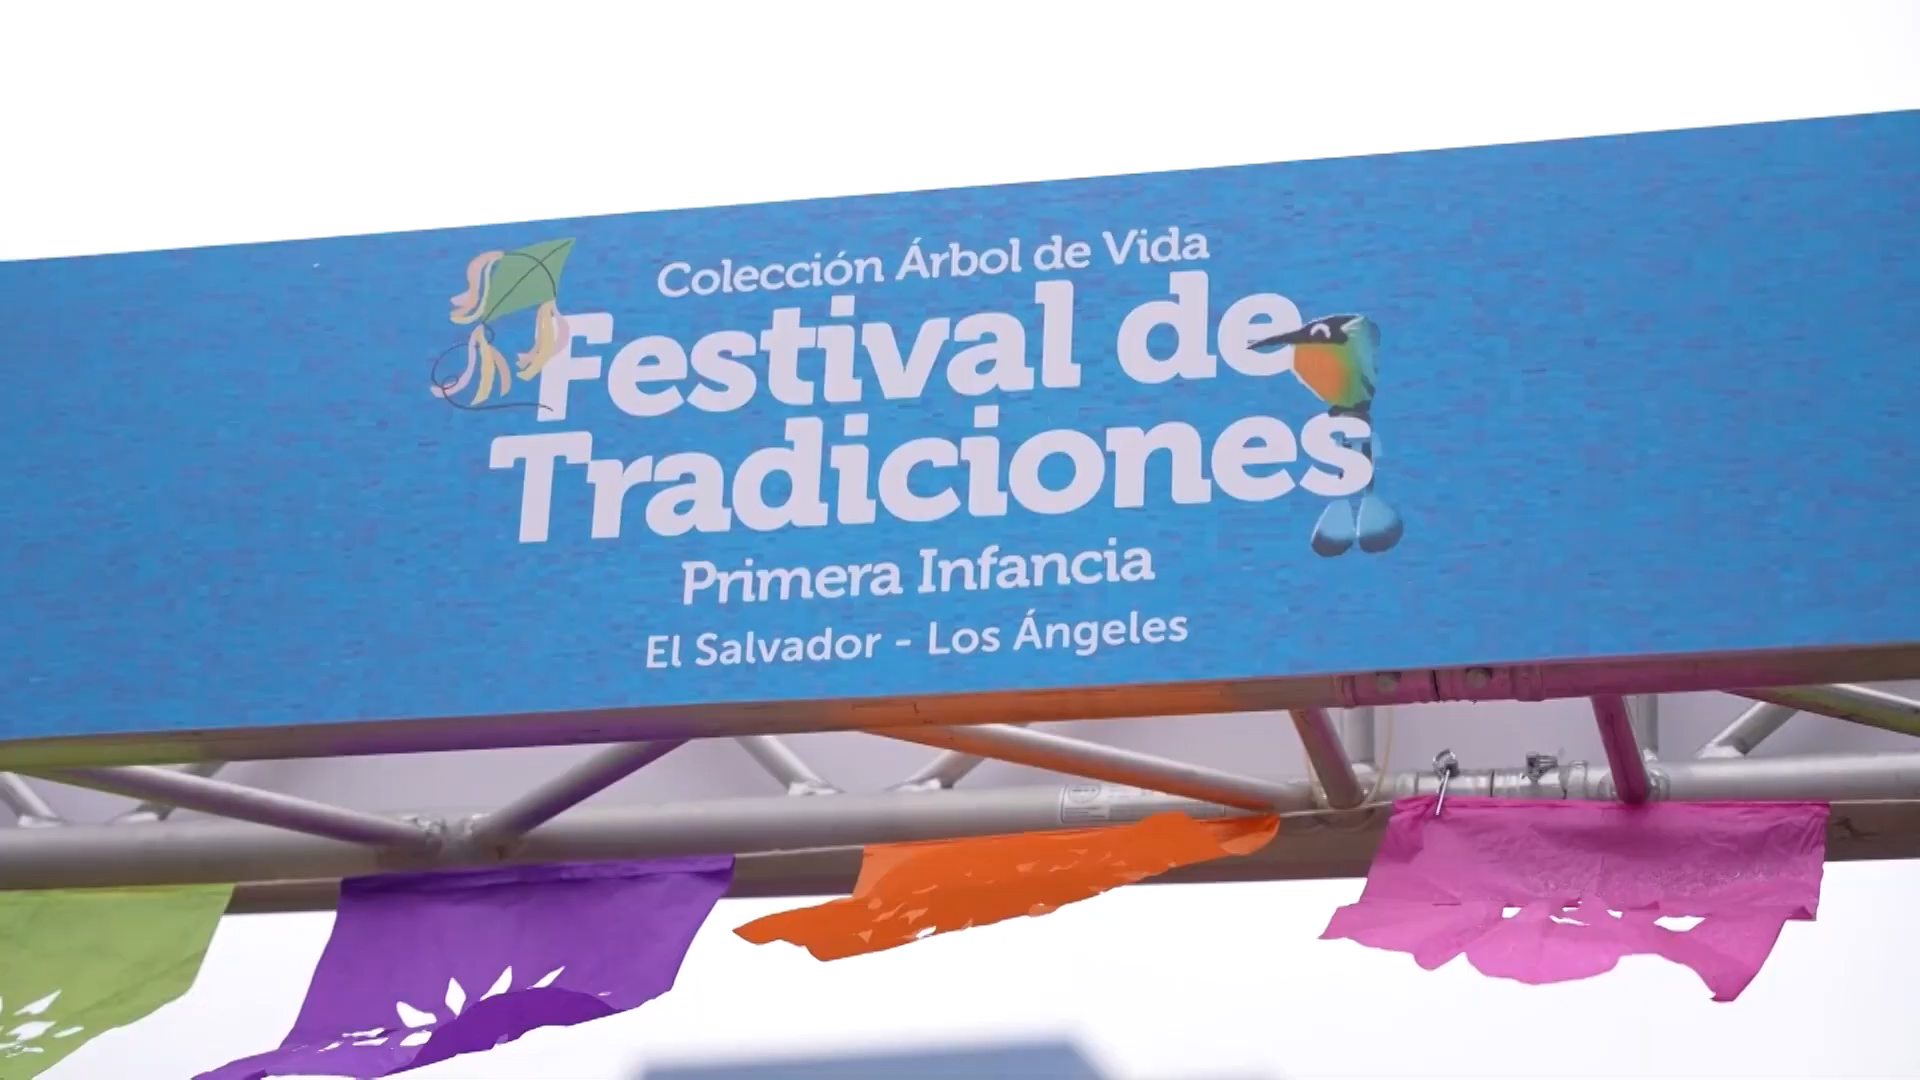 Colección Árbol de Vida
Festival de
Tradiciones
Primera Infancia
El Salvador - Los Ángeles